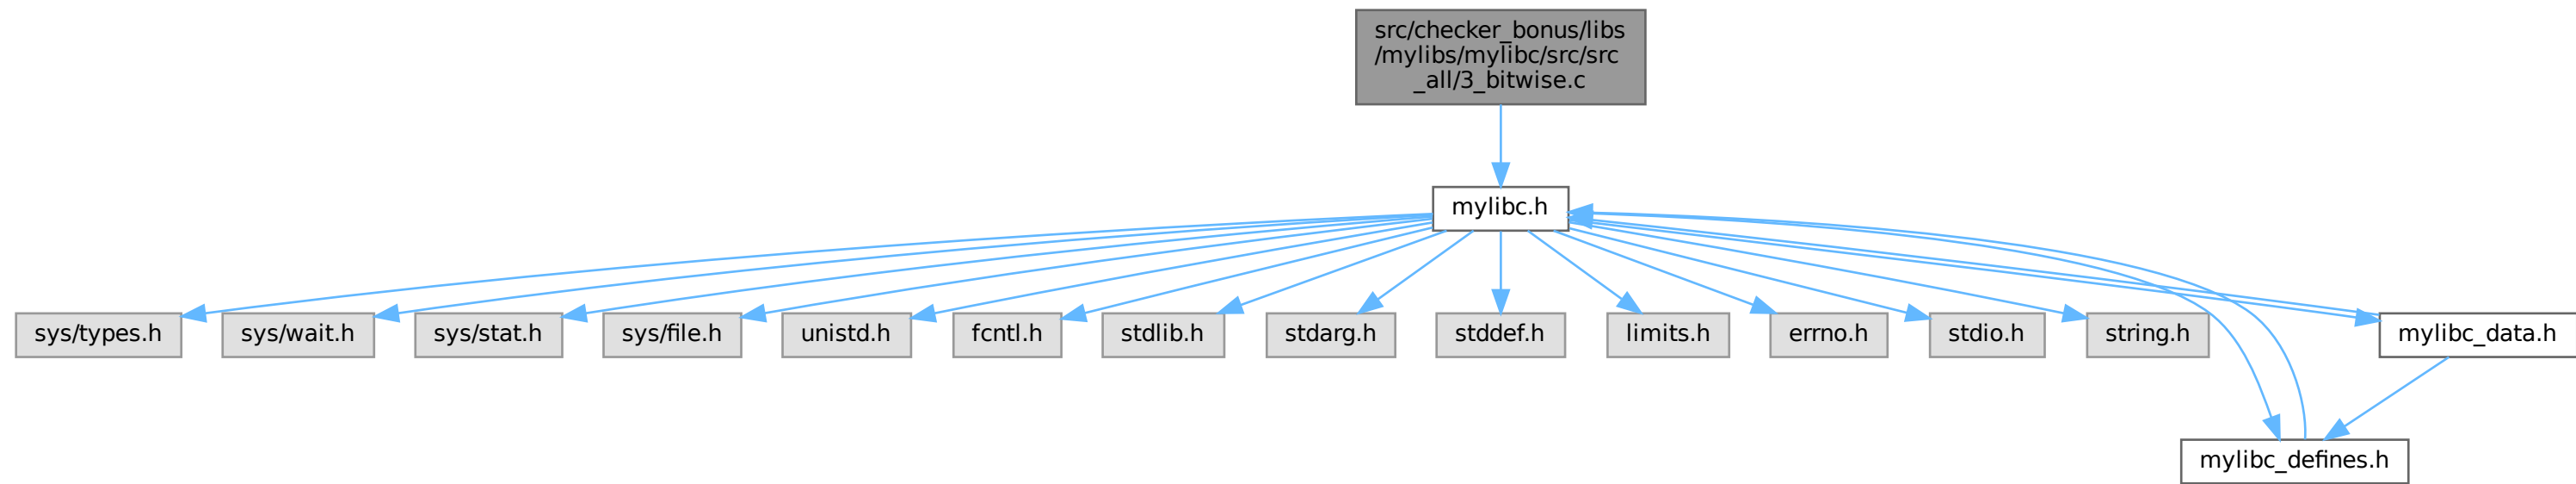 src/checker_bonus/libs
/mylibs/mylibc/src/src
_all/3_bitwise.c
mylibc.h
sys/types.h
sys/wait.h
sys/stat.h
sys/file.h
unistd.h
fcntl.h
stdlib.h
stdarg.h
stddef.h
limits.h
errno.h
stdio.h
string.h
mylibc_data.h
mylibc_defines.h